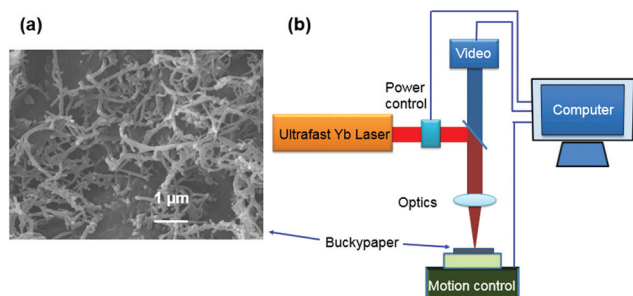 (a)
(b)
Video
Power
control
Computer
Ultrafast Yb Laser
1 μm
Optics
Buckypaper
Motion control